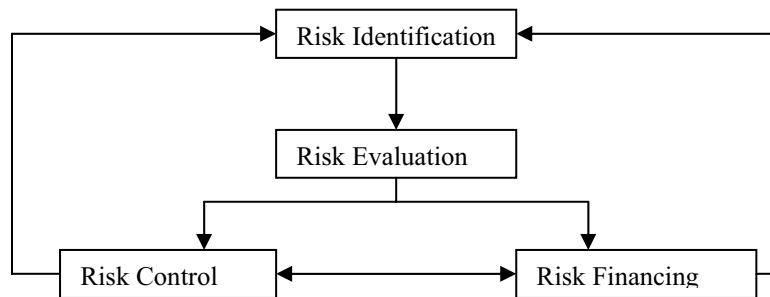 Risk Identification
Risk Evaluation
Risk Control
Risk Financing